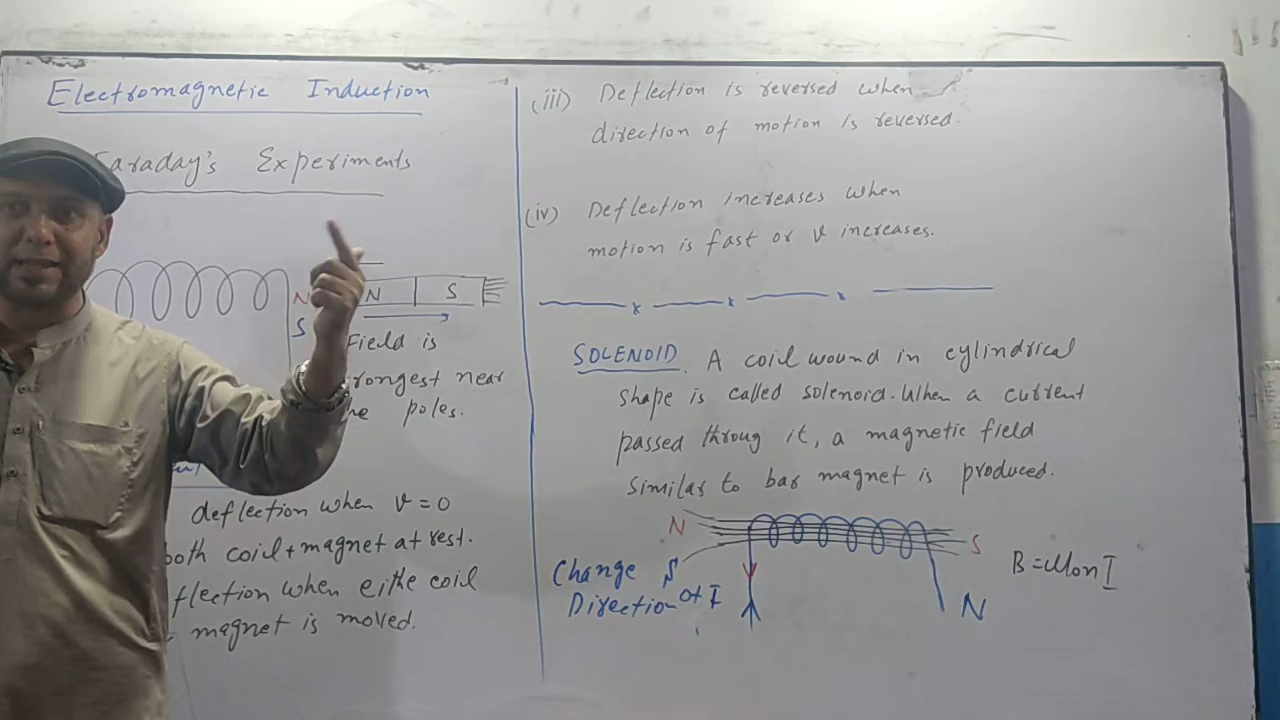 Electromagnetic Induction
Faraday's Experiments
N
S
N S
Field is
rongest near
he poles.
deflection when v = 0
both coil + magnet at rest.
flection when eithe coil
magnet is moved.
(iii) Deflection is reversed when
direction of motion is reversed.
(iv) Deflection increases when
motion is fast or v increases.
SOLENOID. A coil wound in cylindrical
shape is called solenoid. When a current
passed throug it, a magnetic field
Similar to bar magnet is produced.
N
S
B = μonI
Change S
Direction of I
N